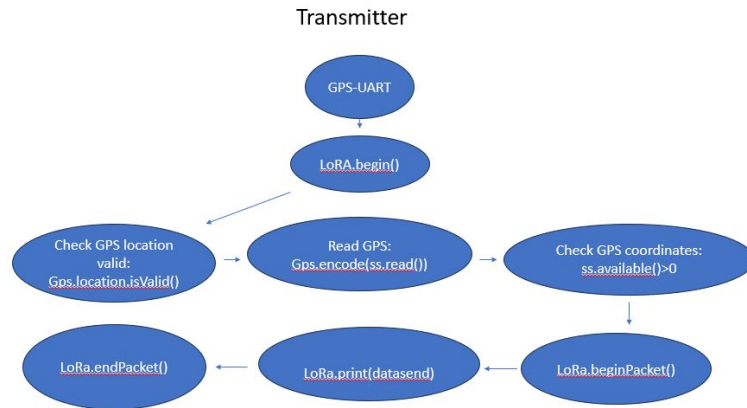 Transmitter
GPS-UART
LoRA.begin()
Check GPS location
valid:
Gps.location.isValid()
Read GPS:
Gps.encode(ss.read())
Check GPS coordinates:
ss.available()>0
LoRa.endPacket()
LoRa.print(datasend)
LoRa.beginPacket()